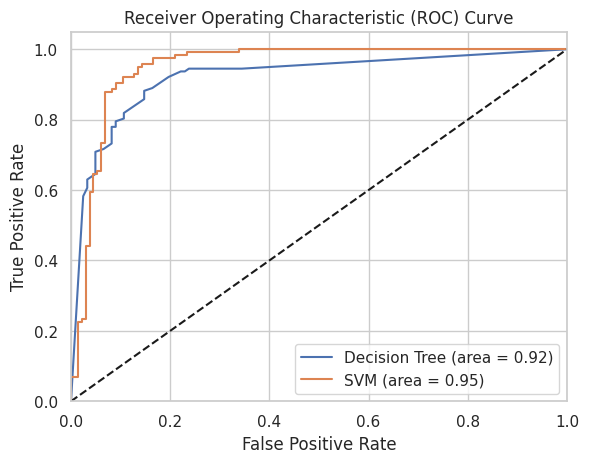 Receiver Operating Characteristic (ROC) Curve
True Positive Rate
1.0
0.8
0.6
0.4
0.2
0.0
Decision Tree (area = 0.92)
SVM (area = 0.95)
0.0 0.2 0.4 0.6 0.8 1.0
False Positive Rate